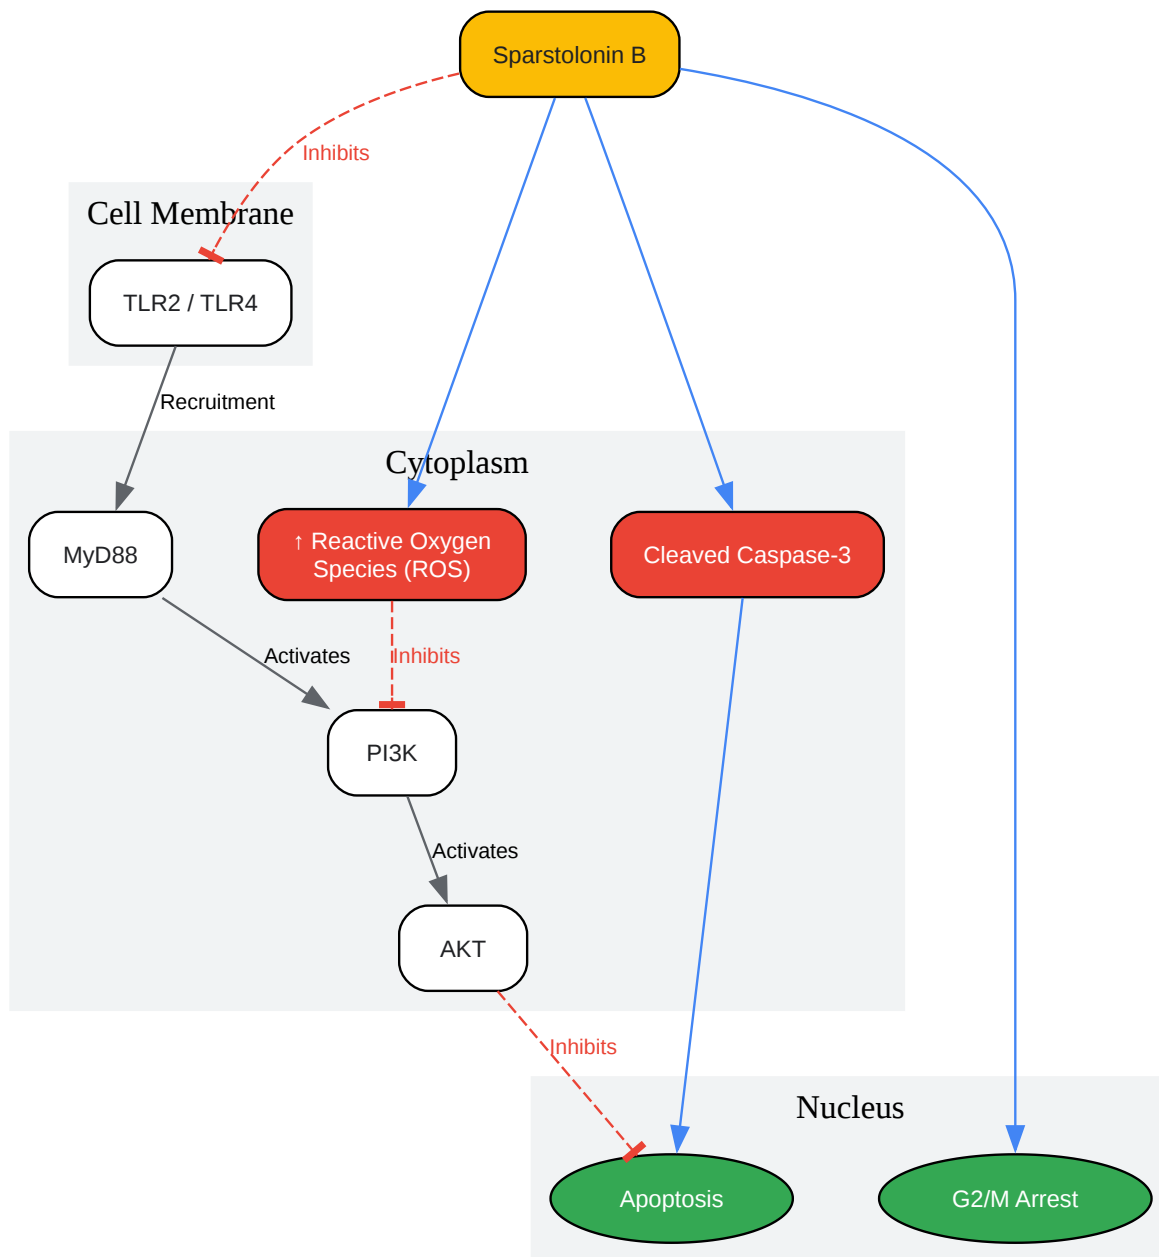 Sparstolonin B
Inhibits
Cell Membrane
TLR2 / TLR4
Recruitment
Cytoplasm
MyD88
↑ Reactive Oxygen
Species (ROS)
Cleaved Caspase-3
Activates
Inhibits
PI3K
Activates
AKT
Inhibits
Nucleus
Apoptosis
G2/M Arrest